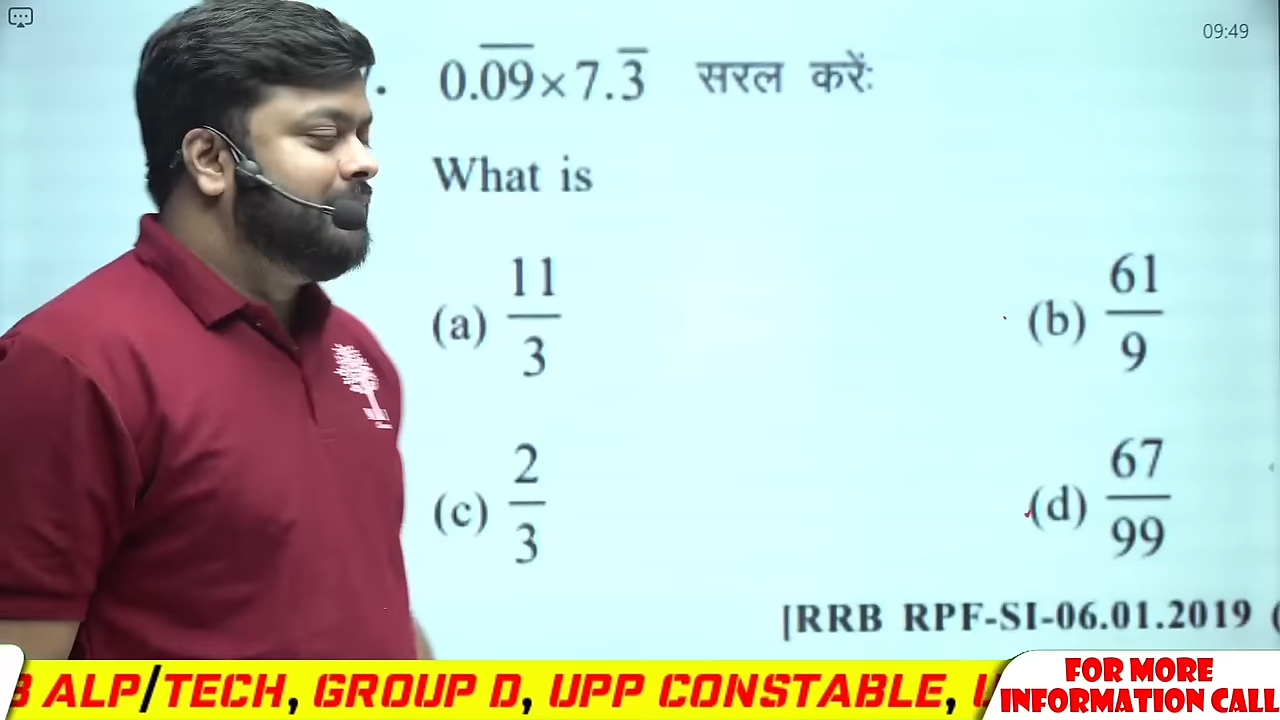 09:49
0.0̅9̅×7.3̅ सरल करें:
What is
(a) 11/3
(b) 61/9
(c) 2/3
(d) 67/99
[RRB RPF-SI-06.01.2019 (
B ALP/TECH, GROUP D, UPP CONSTABLE,
FOR MORE
INFORMATION CALL